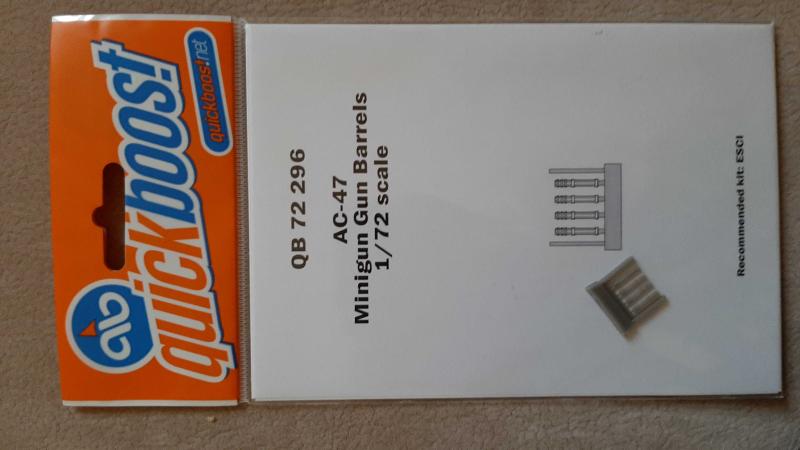 quickboost
quickboost.net
QB 72 296
AC-47
Minigun Gun Barrels
1/72 scale
Recommended kit: ESCI